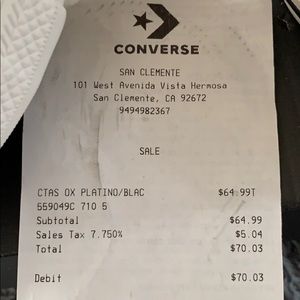 CONVERSE
SAN CLEMENTE
101 West Avenida Vista Hermosa
San Clemente, CA 92672
9494982367
SALE
CTAS OX PLATINO/BLAC $64.99T
559049C 710 5
Subtotal $64.99
Sales Tax 7.750% $5.04
Total $70.03
Debit $70.03